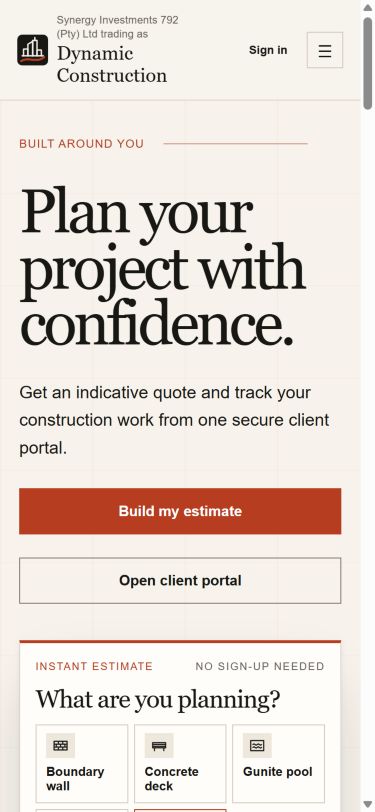 Synergy Investments 792
(Pty) Ltd trading as
Dynamic
Construction
Sign in
BUILT AROUND YOU
Plan your
project with
confidence.
Get an indicative quote and track your
construction work from one secure client
portal.
Build my estimate
Open client portal
INSTANT ESTIMATE
NO SIGN-UP NEEDED
What are you planning?
Boundary
wall
Concrete
deck
Gunite pool